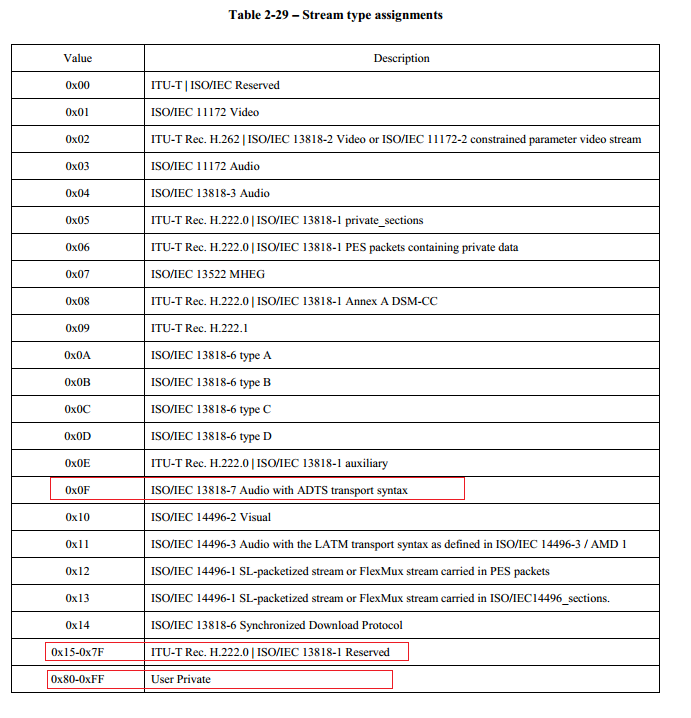 Table 2-29 – Stream type assignments
Value Description
0x00 ITU-T | ISO/IEC Reserved
0x01 ISO/IEC 11172 Video
0x02 ITU-T Rec. H.262 | ISO/IEC 13818-2 Video or ISO/IEC 11172-2 constrained parameter video stream
0x03 ISO/IEC 11172 Audio
0x04 ISO/IEC 13818-3 Audio
0x05 ITU-T Rec. H.222.0 | ISO/IEC 13818-1 private_sections
0x06 ITU-T Rec. H.222.0 | ISO/IEC 13818-1 PES packets containing private data
0x07 ISO/IEC 13522 MHEG
0x08 ITU-T Rec. H.222.0 | ISO/IEC 13818-1 Annex A DSM-CC
0x09 ITU-T Rec. H.222.1
0x0A ISO/IEC 13818-6 type A
0x0B ISO/IEC 13818-6 type B
0x0C ISO/IEC 13818-6 type C
0x0D ISO/IEC 13818-6 type D
0x0E ITU-T Rec. H.222.0 | ISO/IEC 13818-1 auxiliary
0x0F ISO/IEC 13818-7 Audio with ADTS transport syntax
0x10 ISO/IEC 14496-2 Visual
0x11 ISO/IEC 14496-3 Audio with the LATM transport syntax as defined in ISO/IEC 14496-3 / AMD 1
0x12 ISO/IEC 14496-1 SL-packetized stream or FlexMux stream carried in PES packets
0x13 ISO/IEC 14496-1 SL-packetized stream or FlexMux stream carried in ISO/IEC14496_sections.
0x14 ISO/IEC 13818-6 Synchronized Download Protocol
0x15-0x7F ITU-T Rec. H.222.0 | ISO/IEC 13818-1 Reserved
0x80-0xFF User Private